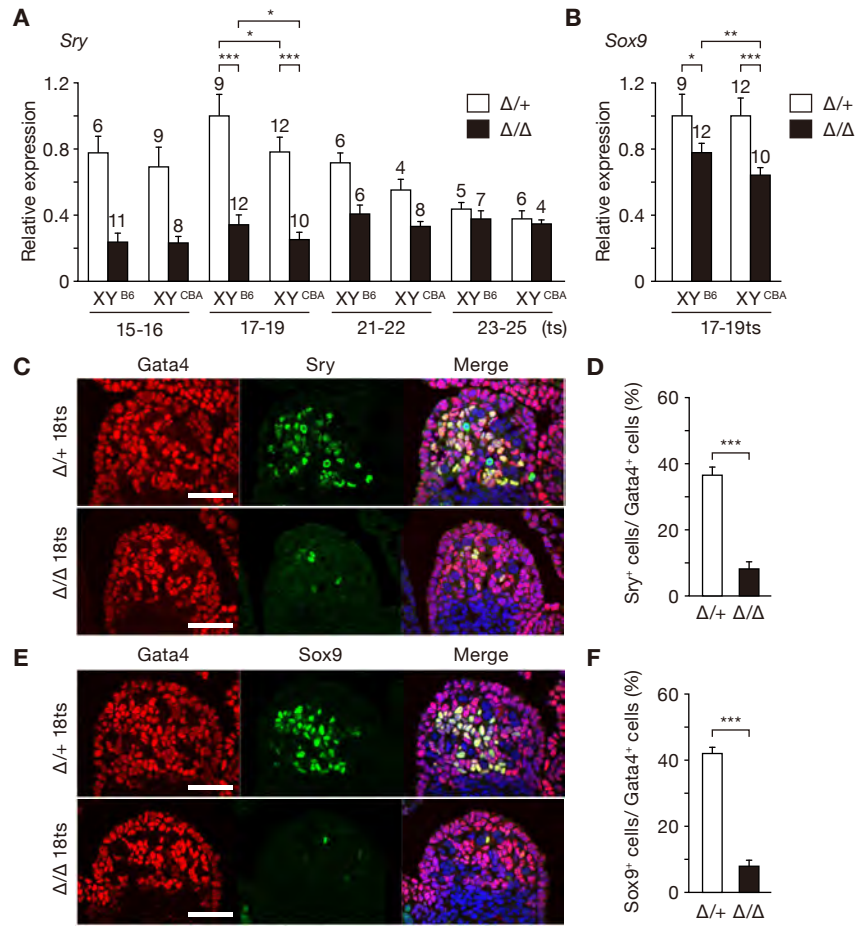 A
Sry
Relative expression
1.2
0.8
0.4
0
*
*
*** ***
6 11 9 8 9 12 12 10 6 6 4 8 5 7 6 4
Δ/+
Δ/Δ
XY B6 XY CBA XY B6 XY CBA XY B6 XY CBA XY B6 XY CBA
15-16 17-19 21-22 23-25 (ts)
B
Sox9
Relative expression
1.2
0.8
0.4
0
**
* ***
9 12 12 10
Δ/+
Δ/Δ
XY B6 XY CBA
17-19ts
C
Gata4 Sry Merge
Δ/+ 18ts
Δ/Δ 18ts
D
Sry+ cells/ Gata4+ cells (%)
60
40
20
0
***
Δ/+ Δ/Δ
E
Gata4 Sox9 Merge
Δ/+ 18ts
Δ/Δ 18ts
F
Sox9+ cells/ Gata4+ cells (%)
60
40
20
0
***
Δ/+ Δ/Δ